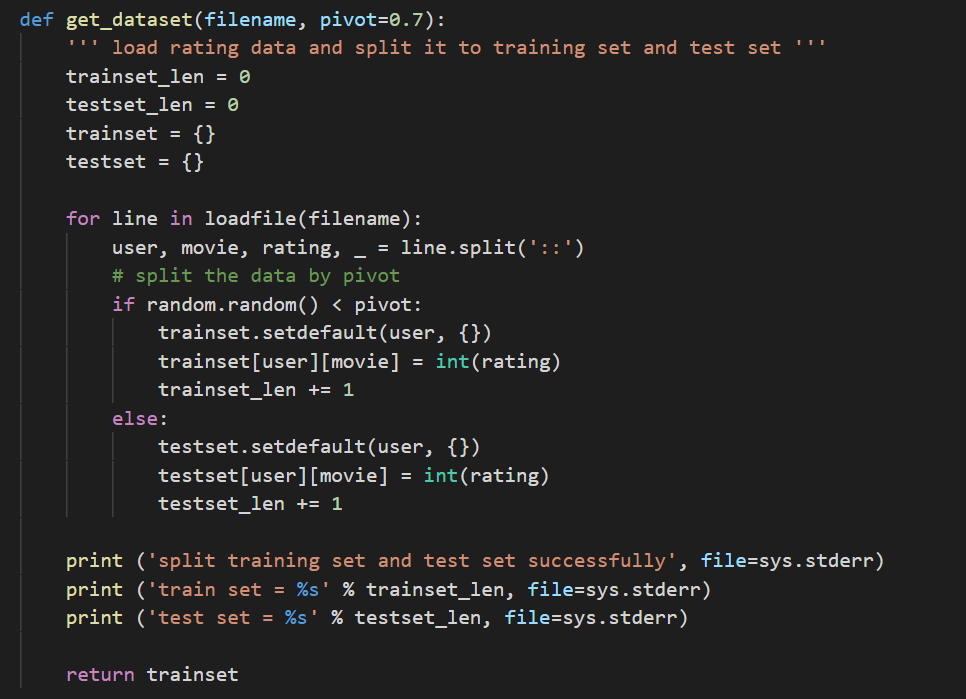 def get_dataset(filename, pivot=0.7):
    ''' load rating data and split it to training set and test set '''
    trainset_len = 0
    testset_len = 0
    trainset = {}
    testset = {}

    for line in loadfile(filename):
        user, movie, rating, _ = line.split('::')
        # split the data by pivot
        if random.random() < pivot:
            trainset.setdefault(user, {})
            trainset[user][movie] = int(rating)
            trainset_len += 1
        else:
            testset.setdefault(user, {})
            testset[user][movie] = int(rating)
            testset_len += 1

    print ('split training set and test set successfully', file=sys.stderr)
    print ('train set = %s' % trainset_len, file=sys.stderr)
    print ('test set = %s' % testset_len, file=sys.stderr)

    return trainset